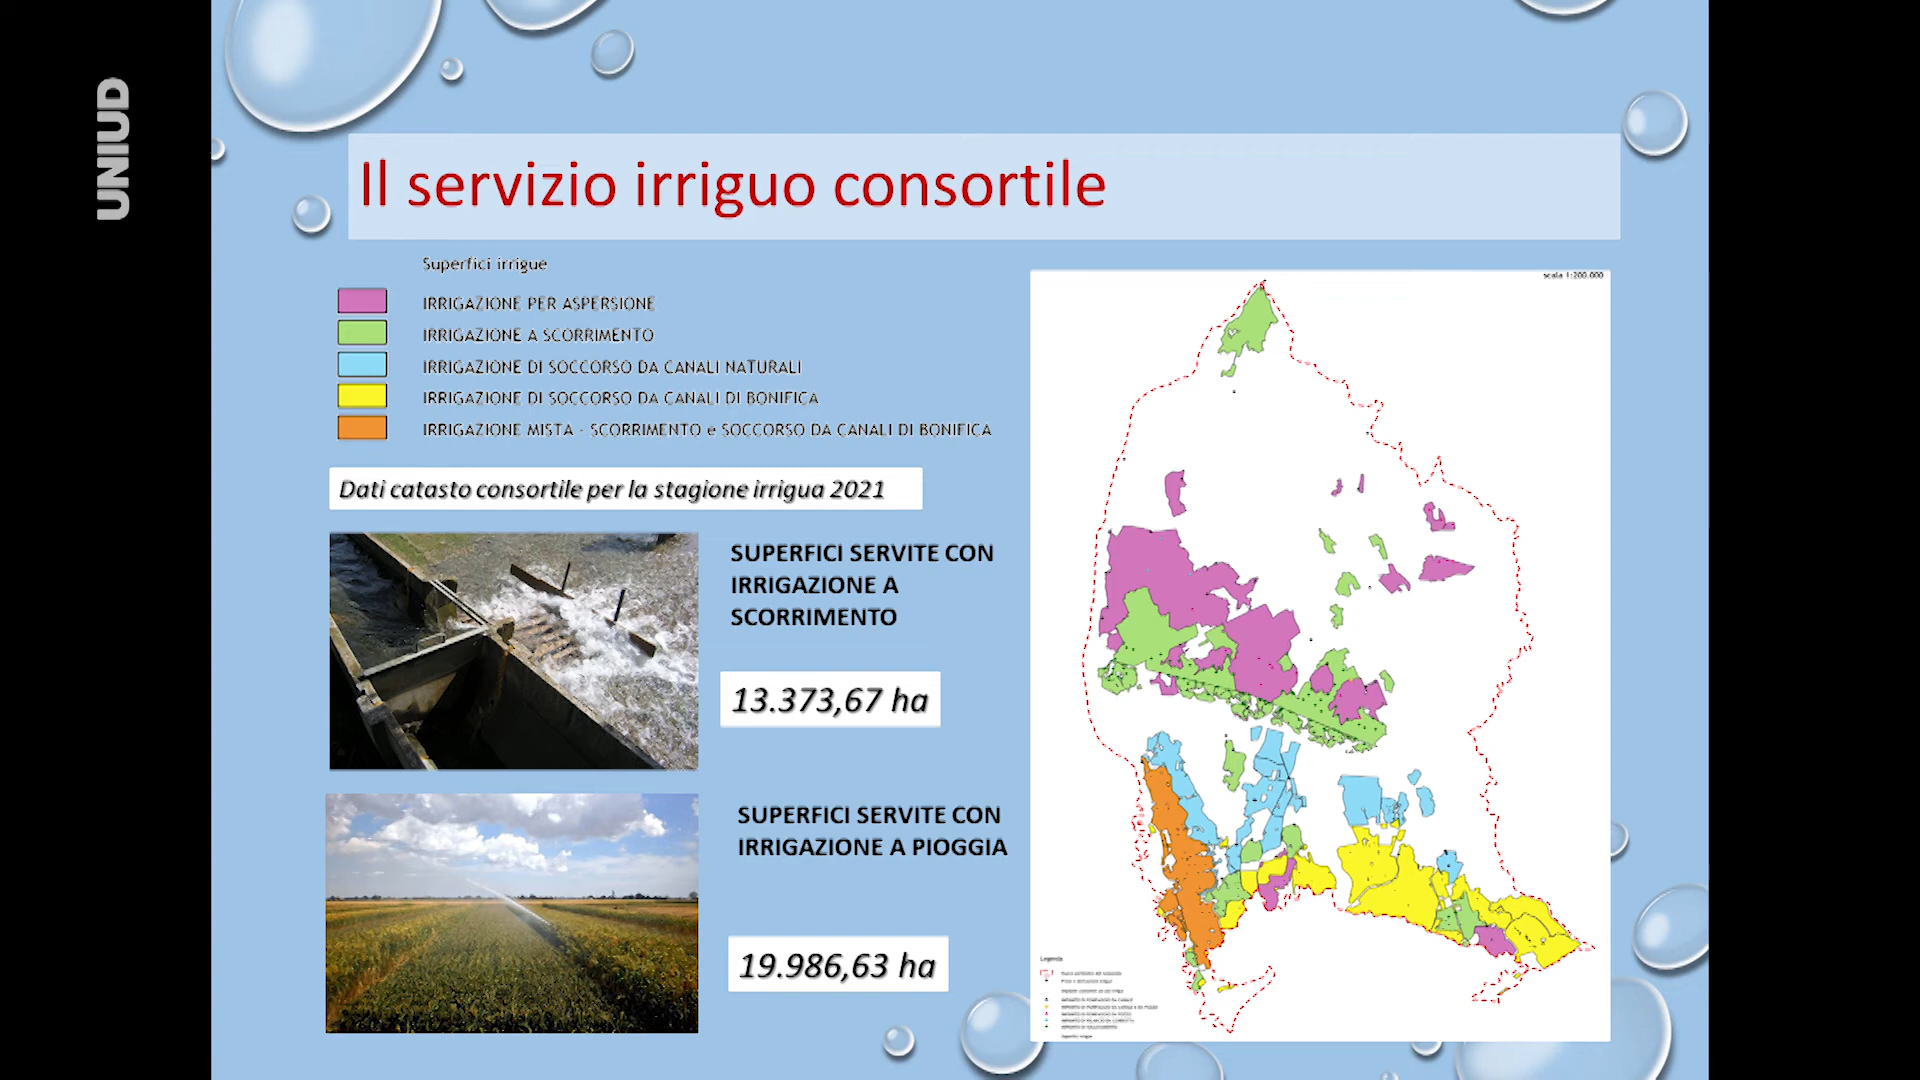 UNIUD
Il servizio irriguo consortile
Superfici irrigue
IRRIGAZIONE PER ASPERSIONE
IRRIGAZIONE A SCORRIMENTO
IRRIGAZIONE DI SOCCORSO DA CANALI NATURALI
IRRIGAZIONE DI SOCCORSO DA CANALI DI BONIFICA
IRRIGAZIONE MISTA - SCORRIMENTO e SOCCORSO DA CANALI DI BONIFICA
Dati catasto consortile per la stagione irrigua 2021
SUPERFICI SERVITE CON
IRRIGAZIONE A
SCORRIMENTO
13.373,67 ha
SUPERFICI SERVITE CON
IRRIGAZIONE A PIOGGIA
19.986,63 ha
scala 1:200.000
Legenda